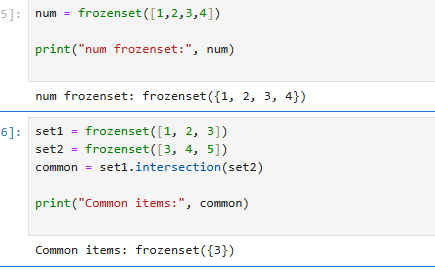 5]:
num = frozenset([1,2,3,4])
print("num frozenset:", num)
num frozenset: frozenset({1, 2, 3, 4})
6]:
set1 = frozenset([1, 2, 3])
set2 = frozenset([3, 4, 5])
common = set1.intersection(set2)
print("Common items:", common)
Common items: frozenset({3})